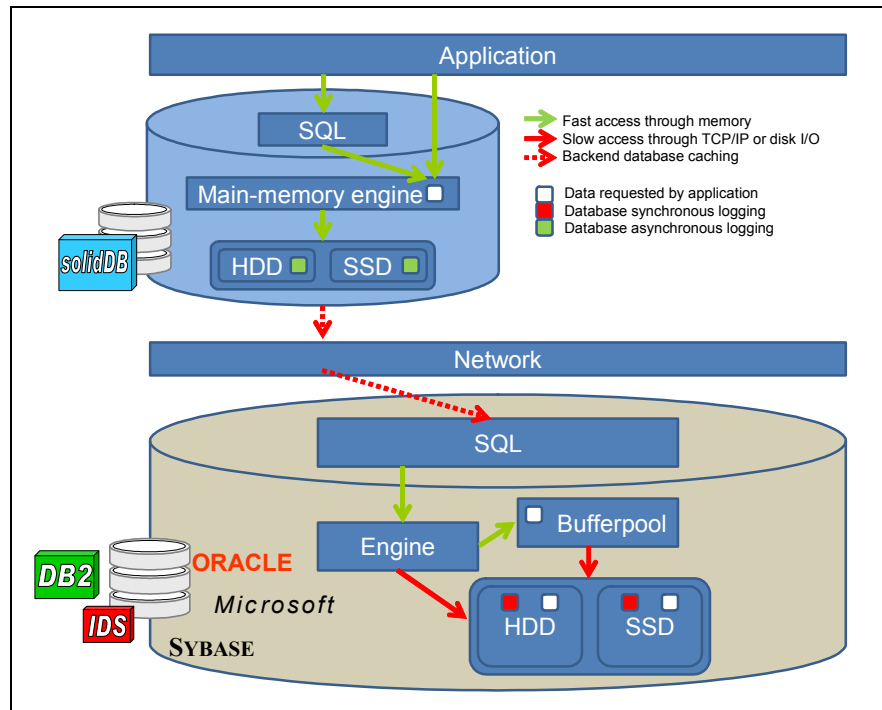 Application
SQL
Fast access through memory
Slow access through TCP/IP or disk I/O
Backend database caching
Main-memory engine
Data requested by application
Database synchronous logging
Database asynchronous logging
solidDB
HDD
SSD
Network
SQL
Bufferpool
Engine
DB2
ORACLE
IDS
Microsoft
SYBASE
HDD
SSD